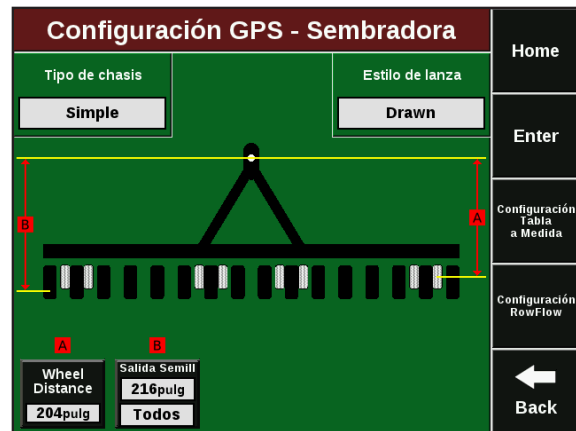 Configuración GPS - Sembradora
Home
Tipo de chasis
Simple
Estilo de lanza
Drawn
Enter
B
A
Configuración
Tabla
a Medida
Configuración
RowFlow
A
B
Wheel
Distance
204pulg
Salida Semill
216pulg
Todos
Back